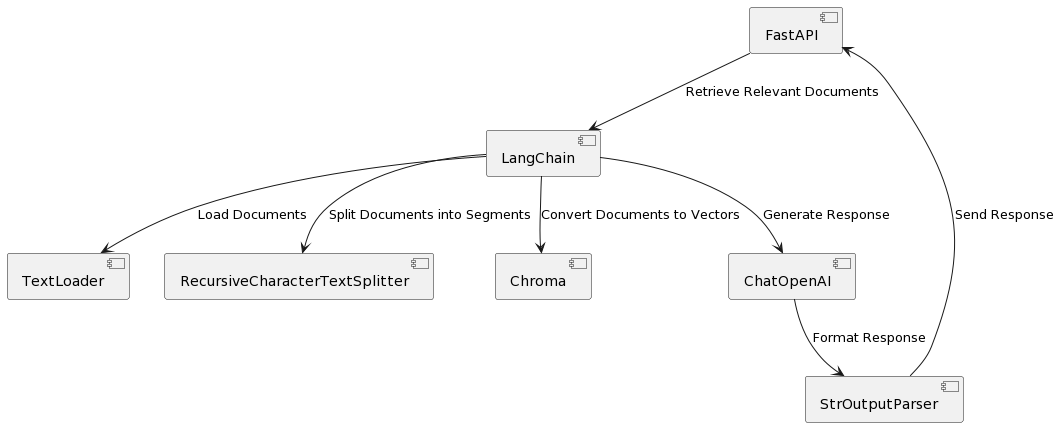 FastAPI
Retrieve Relevant Documents
LangChain
Load Documents
Split Documents into Segments
Convert Documents to Vectors
Generate Response
Send Response
TextLoader
RecursiveCharacterTextSplitter
Chroma
ChatOpenAI
Format Response
StrOutputParser